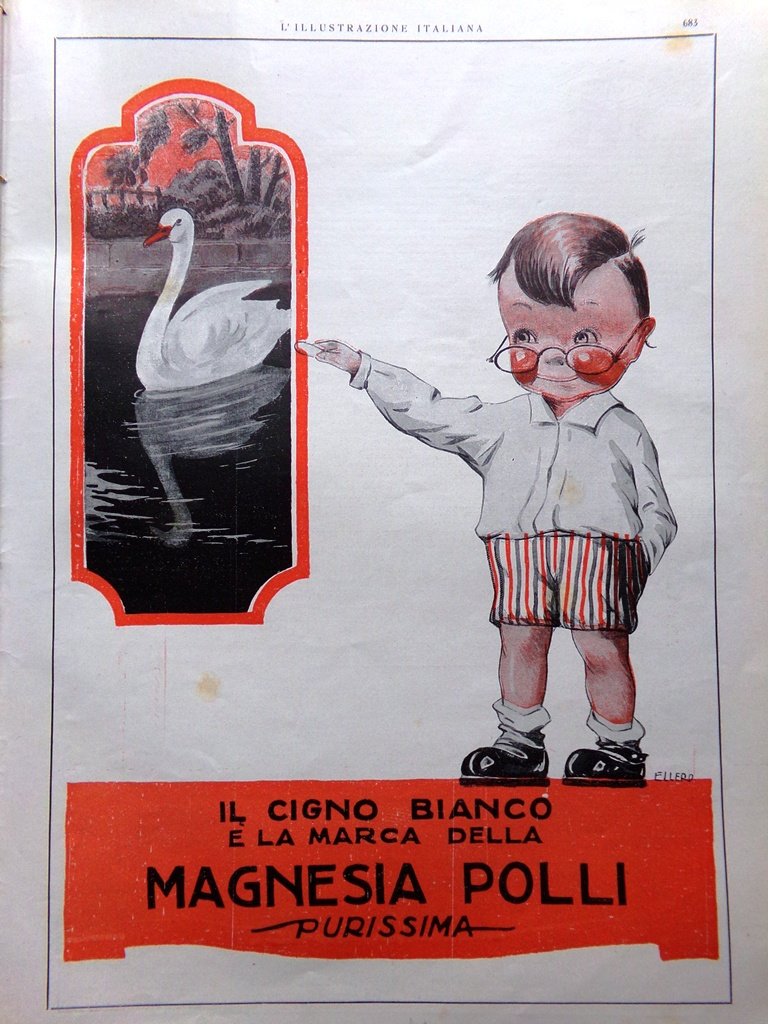 L'ILLUSTRAZIONE ITALIANA
683
ELLERO
IL CIGNO BIANCO
È LA MARCA DELLA
MAGNESIA POLLI
PURISSIMA